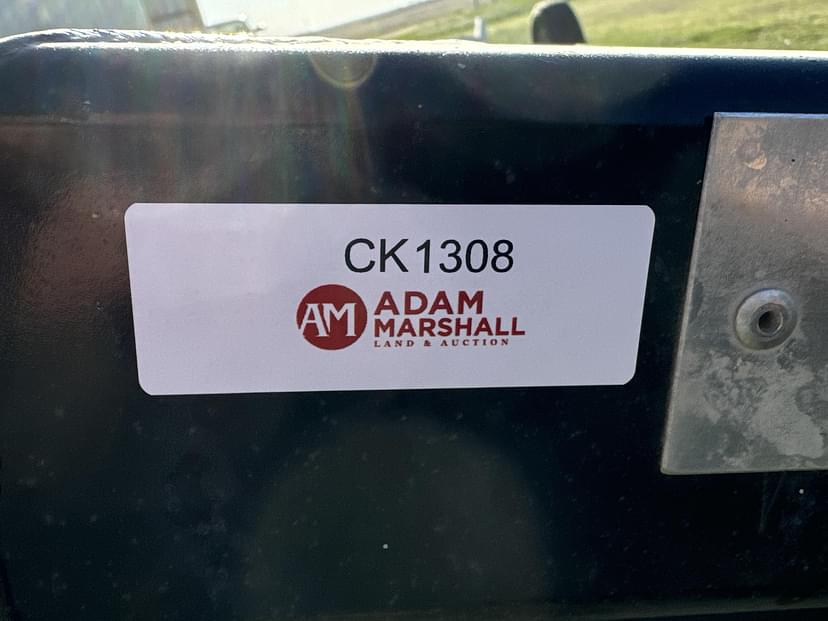 CK1308
AM
ADAM
MARSHALL
LAND & AUCTION